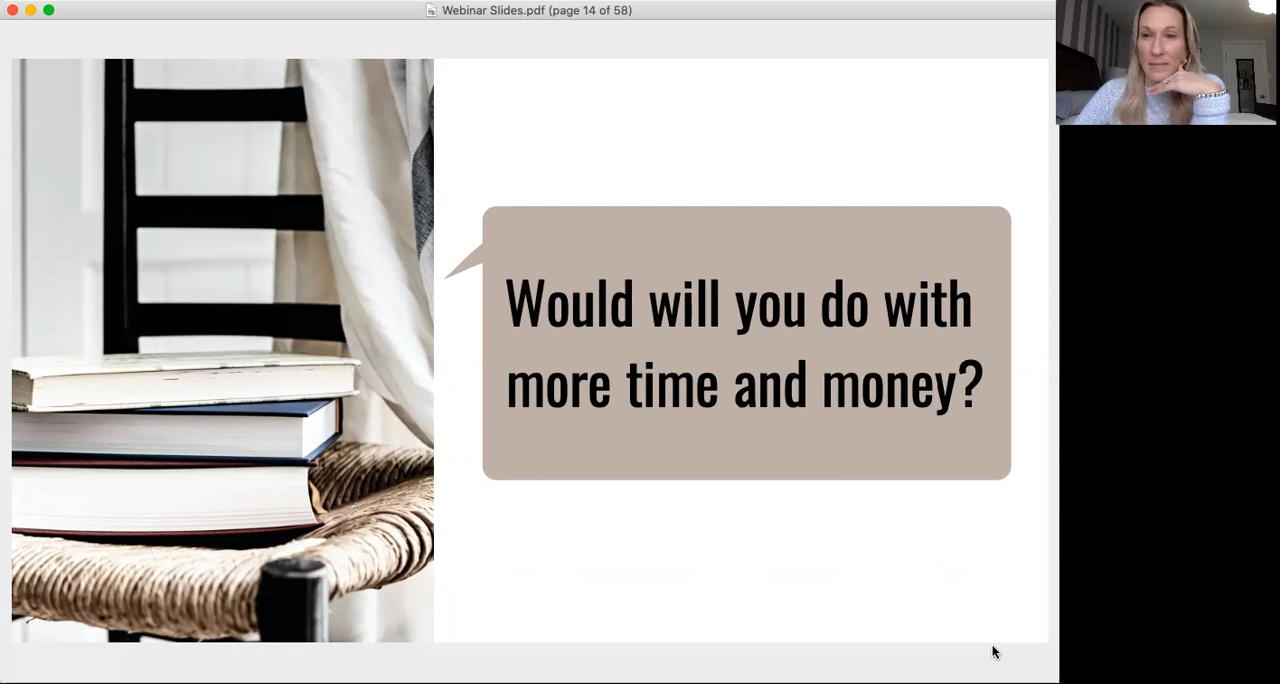 Webinar Slides.pdf (page 14 of 58)
Would will you do with
more time and money?